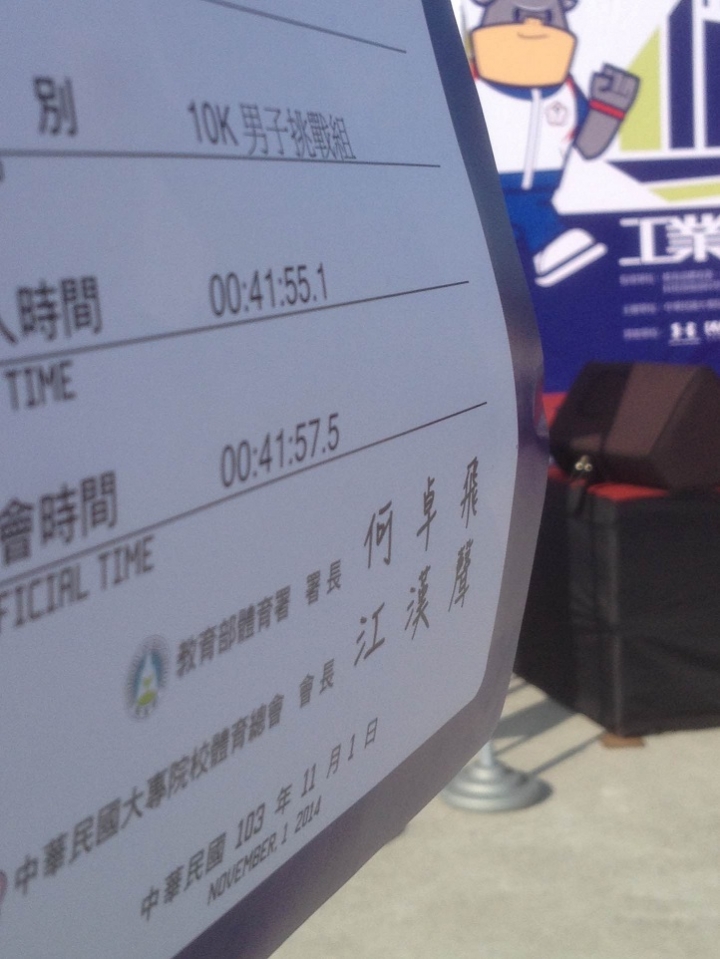 別 10K 男子挑戰組
人時間 00:41:55.1
TIME
會時間 00:41:57.5
FICIAL TIME
教育部體育署 署長 何卓飛
中華民國大專院校體育總會 會長 江漢聲
中華民國 103 年 11 月 1 日
NOVEMBER.1 2014
工業